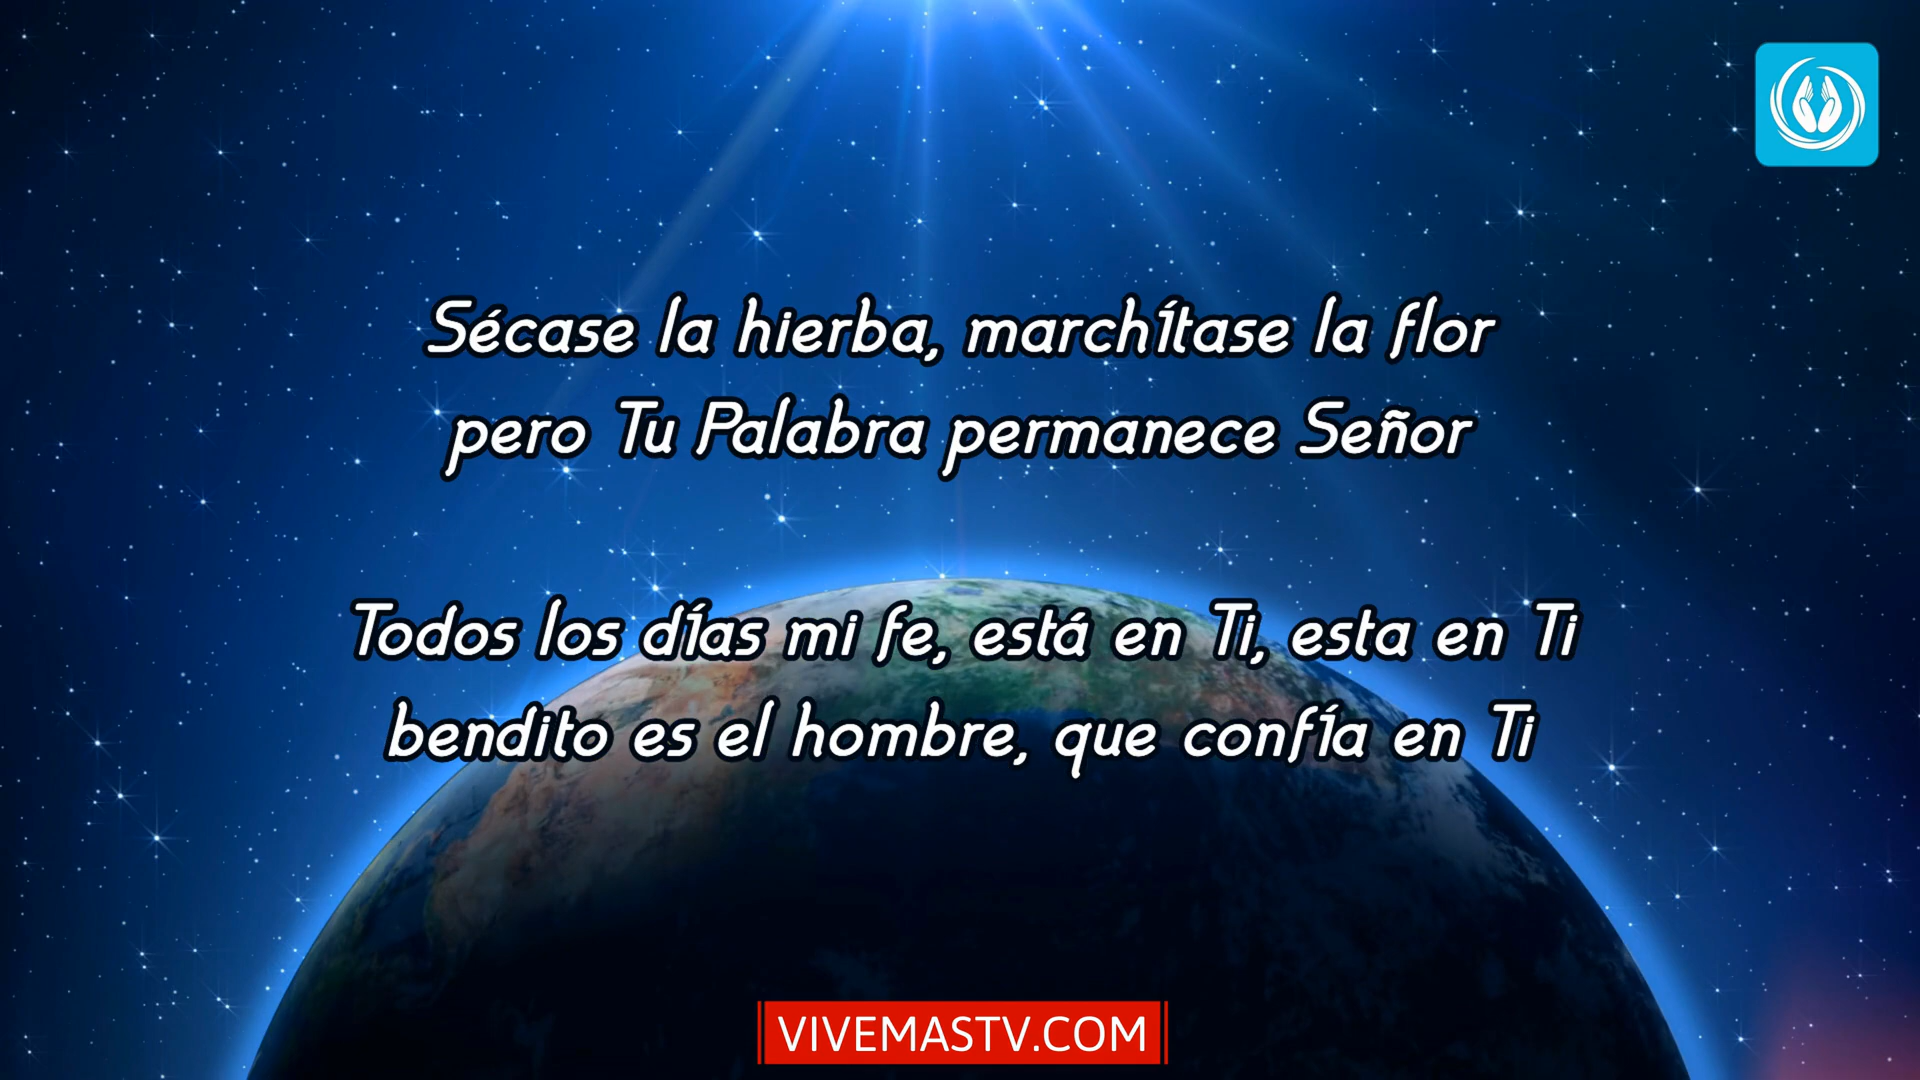 Sécase la hierba, marchítase la flor
pero Tu Palabra permanece Señor
Todos los días mi fe, está en Ti, esta en Ti
bendito es el hombre, que confía en Ti
VIVEMASTV.COM